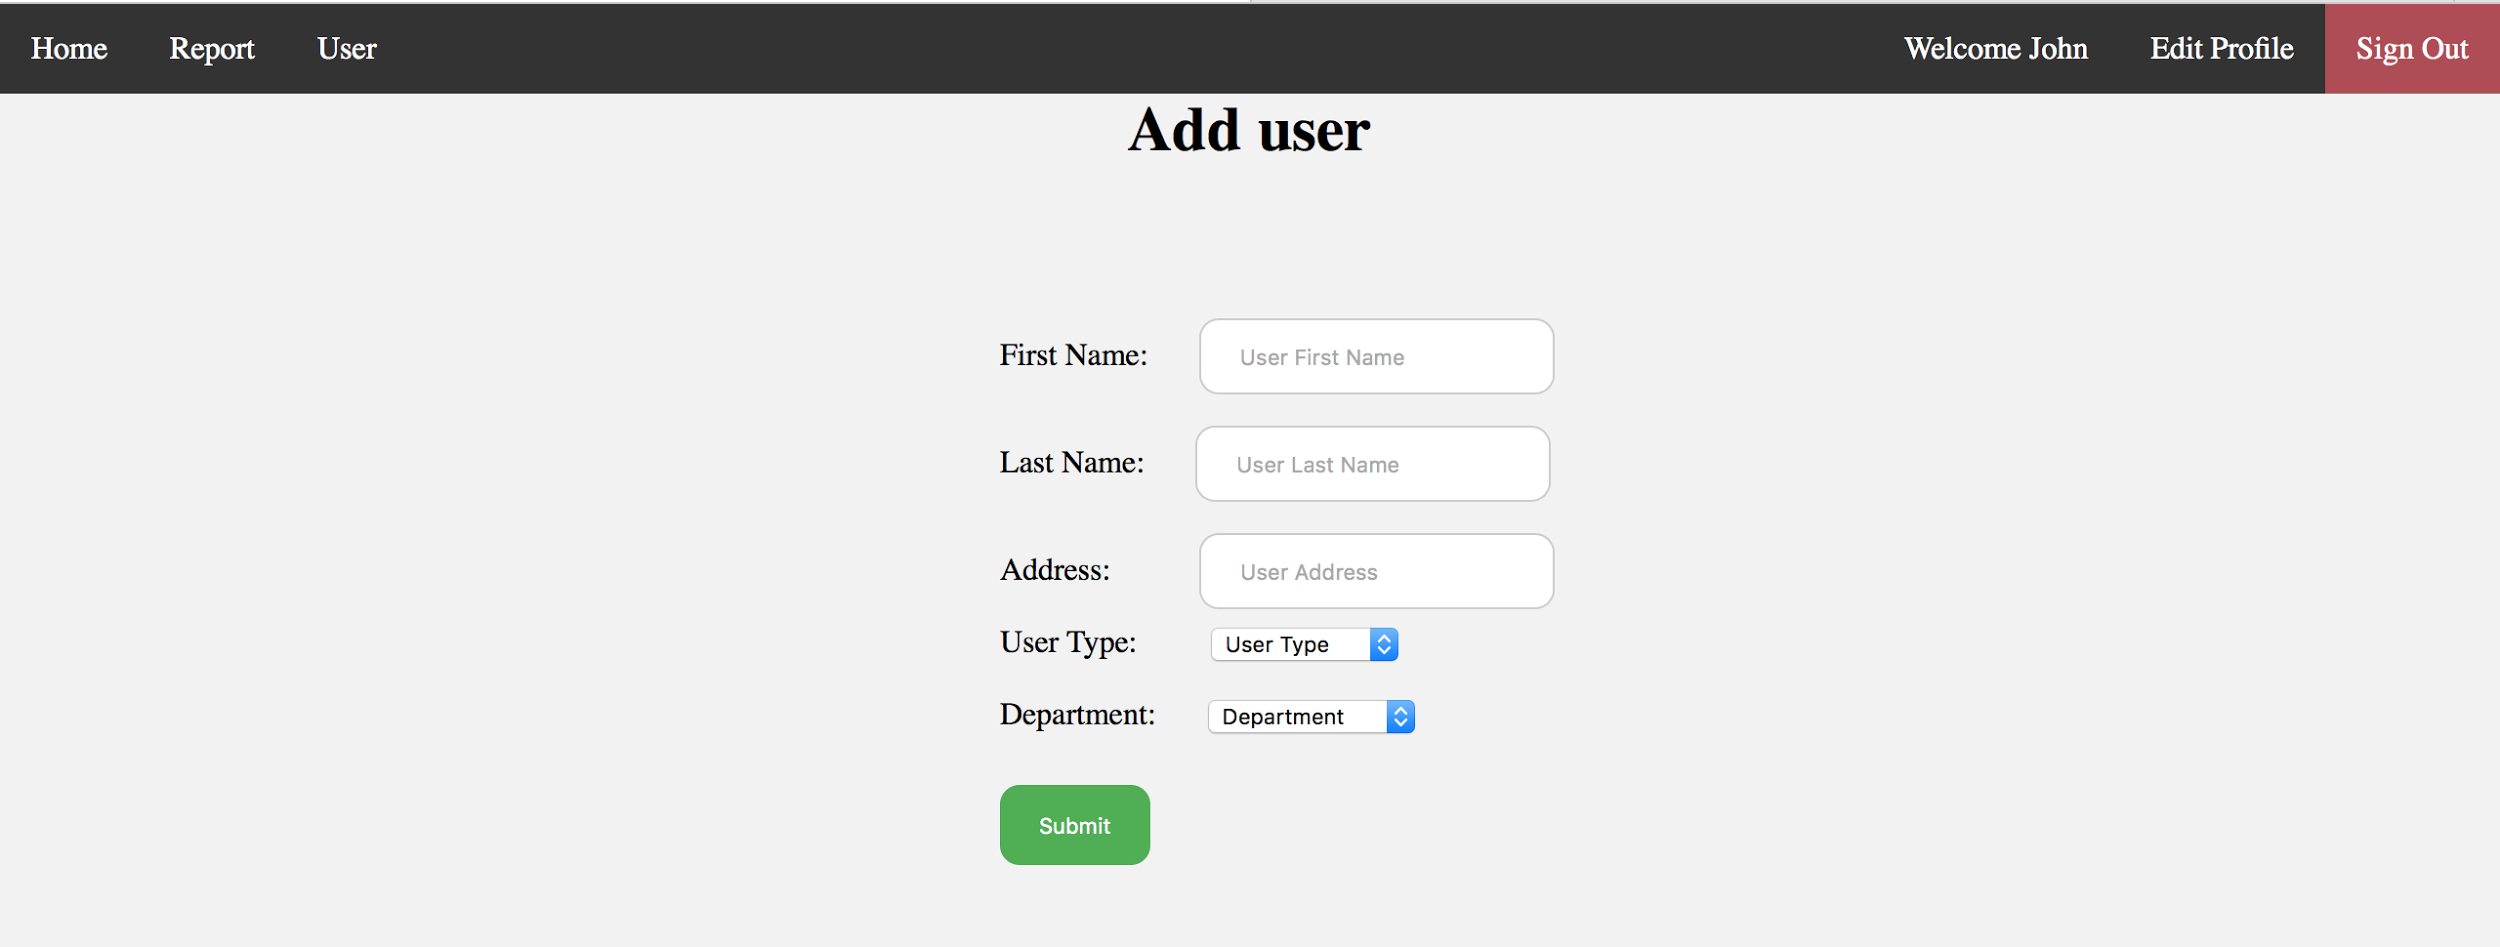 Home Report User Welcome John Edit Profile Sign Out
Add user
First Name: User First Name
Last Name: User Last Name
Address: User Address
User Type: User Type
Department: Department
Submit